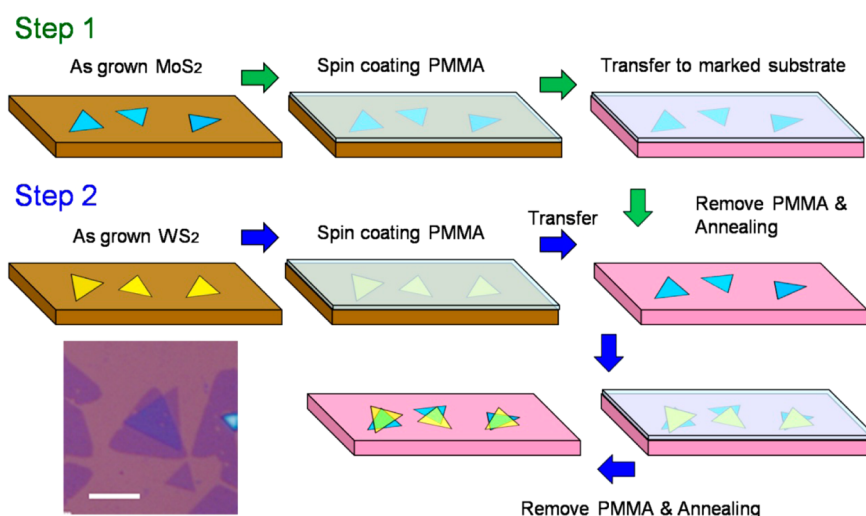 Step 1
As grown MoS2
Spin coating PMMA
Transfer to marked substrate
Step 2
As grown WS2
Spin coating PMMA
Transfer
Remove PMMA &
Annealing
Remove PMMA & Annealing